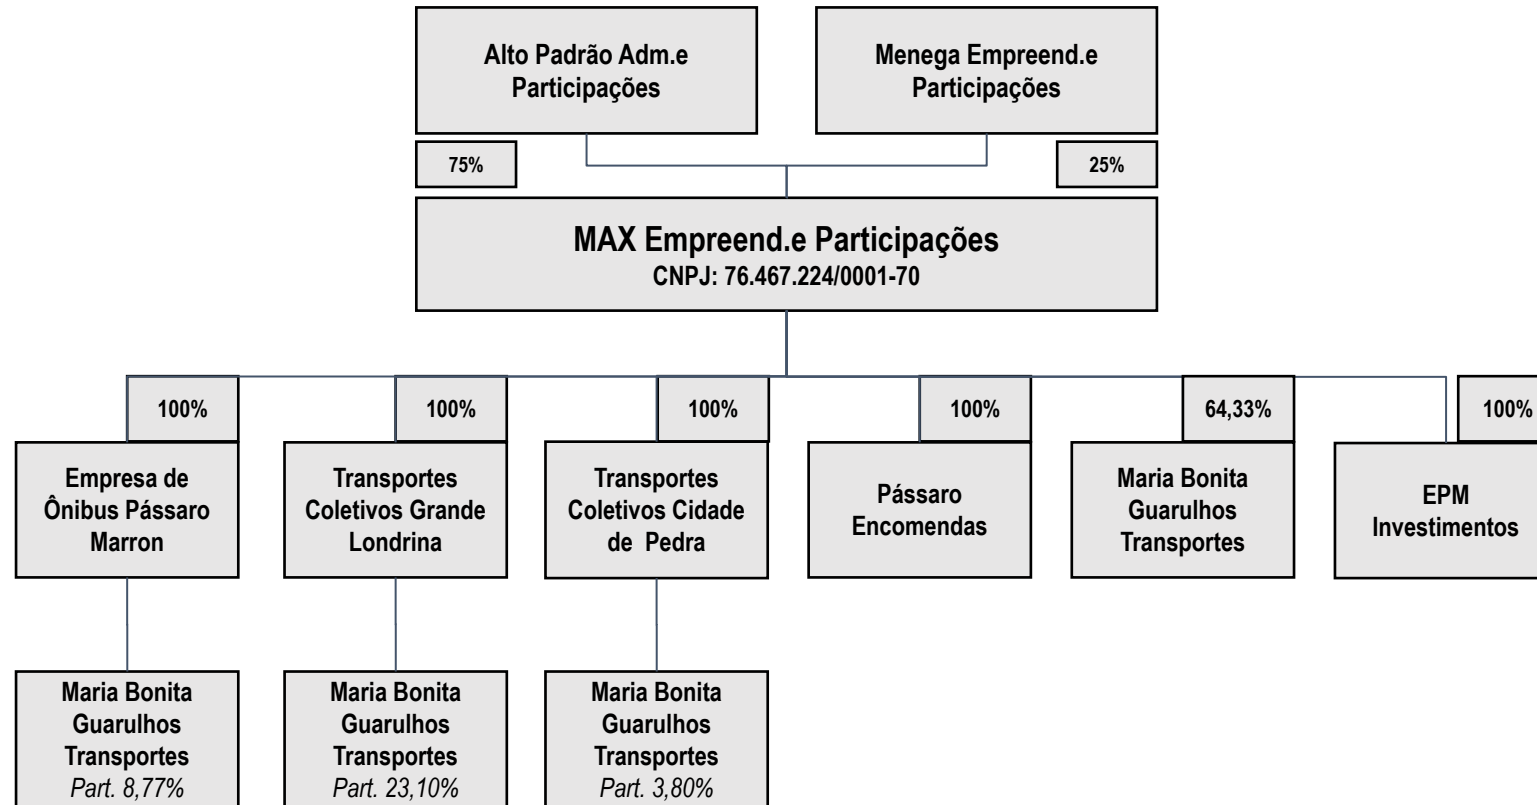 Alto Padrão Adm.e
Participações
Menega Empreend.e
Participações
75%
25%
MAX Empreend.e Participações
CNPJ: 76.467.224/0001-70
100%
100%
100%
100%
64,33%
100%
Empresa de
Ônibus Pássaro
Marron
Transportes
Coletivos Grande
Londrina
Transportes
Coletivos Cidade
de Pedra
Pássaro
Encomendas
Maria Bonita
Guarulhos
Transportes
EPM
Investimentos
Maria Bonita
Guarulhos
Transportes
Part. 8,77%
Maria Bonita
Guarulhos
Transportes
Part. 23,10%
Maria Bonita
Guarulhos
Transportes
Part. 3,80%